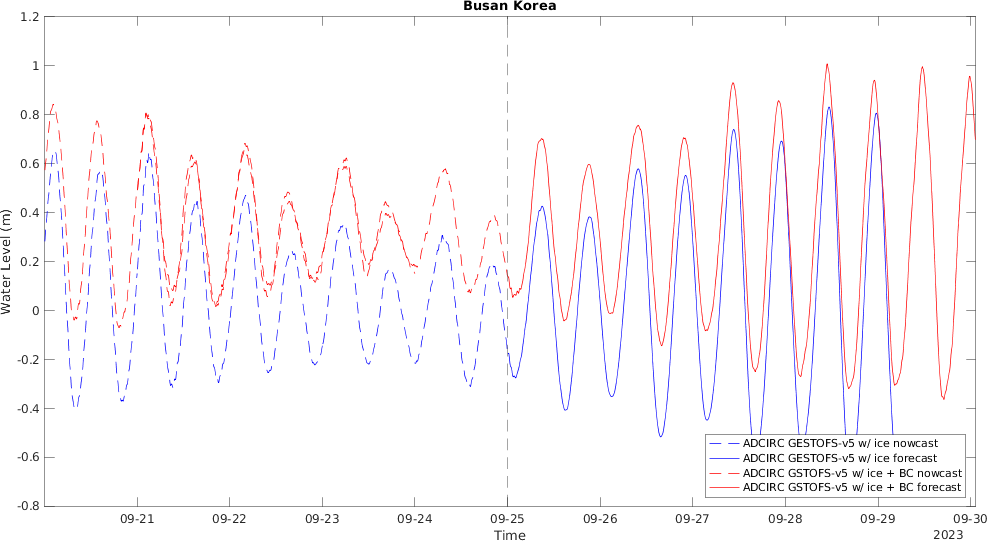 Busan Korea
1.2
1
0.8
0.6
0.4
0.2
0
-0.2
-0.4
-0.6
-0.8
Water Level (m)
ADCIRC GESTOFS-v5 w/ ice nowcast
ADCIRC GESTOFS-v5 w/ ice forecast
ADCIRC GSTOFS-v5 w/ ice + BC nowcast
ADCIRC GSTOFS-v5 w/ ice + BC forecast
09-21 09-22 09-23 09-24 09-25 09-26 09-27 09-28 09-29 09-30
Time
2023